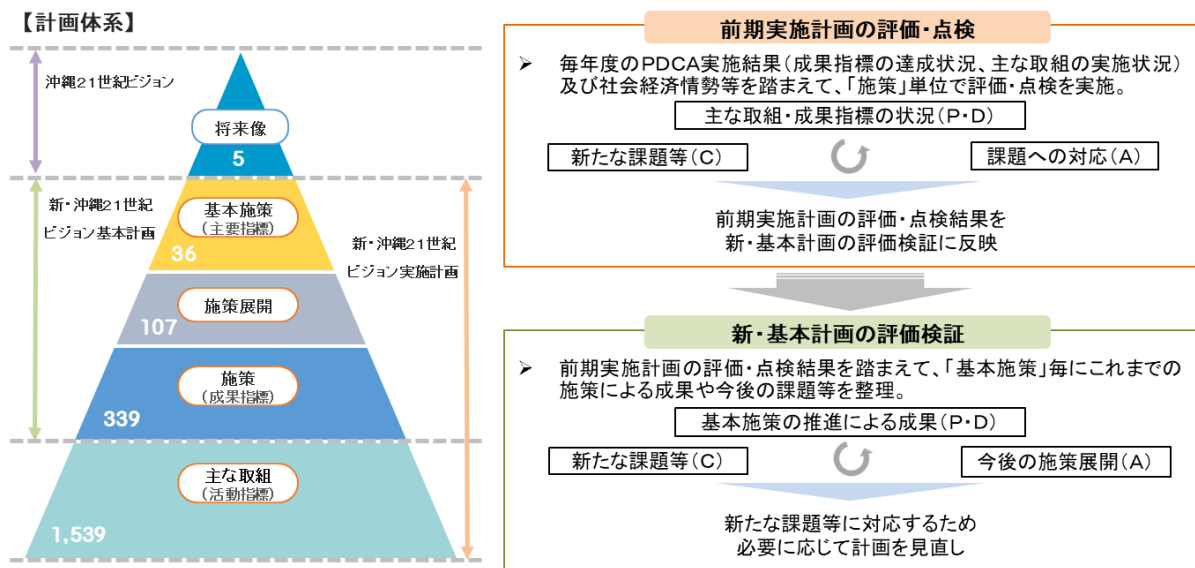 【計画体系】
沖縄21世紀ビジョン
将来像
5
新・沖縄21世紀
ビジョン基本計画
基本施策
(主要指標)
36
新・沖縄21世紀
ビジョン実施計画
施策展開
107
施策
(成果指標)
339
主な取組
(活動指標)
1,539
前期実施計画の評価・点検
➢ 毎年度のPDCA実施結果(成果指標の達成状況、主な取組の実施状況)
及び社会経済情勢等を踏まえて、「施策」単位で評価・点検を実施。
主な取組・成果指標の状況(P・D)
新たな課題等(C)
課題への対応(A)
前期実施計画の評価・点検結果を
新・基本計画の評価検証に反映
新・基本計画の評価検証
➢ 前期実施計画の評価・点検結果を踏まえて、「基本施策」毎にこれまでの
施策による成果や今後の課題等を整理。
基本施策の推進による成果(P・D)
新たな課題等(C)
今後の施策展開(A)
新たな課題等に対応するため
必要に応じて計画を見直し